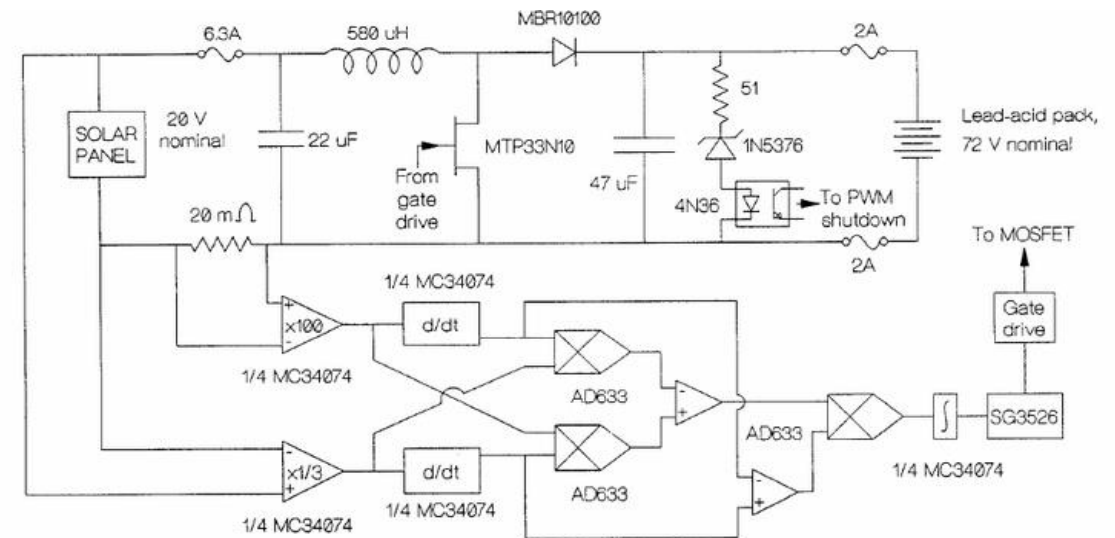 MBR10100
6.3A
580 uH
2A
SOLAR
PANEL
20 V
nominal
22 uF
MTP33N10
From
gate
drive
47 uF
51
1N5376
4N36
To PWM
shutdown
Lead-acid pack,
72 V nominal
20 mΩ
2A
To MOSFET
1/4 MC34074
+
x100
-
d/dt
Gate
drive
1/4 MC34074
AD633
-
+
AD633
∫
SG3526
-
x1/3
+
d/dt
AD633
-
+
1/4 MC34074
1/4 MC34074
1/4 MC34074